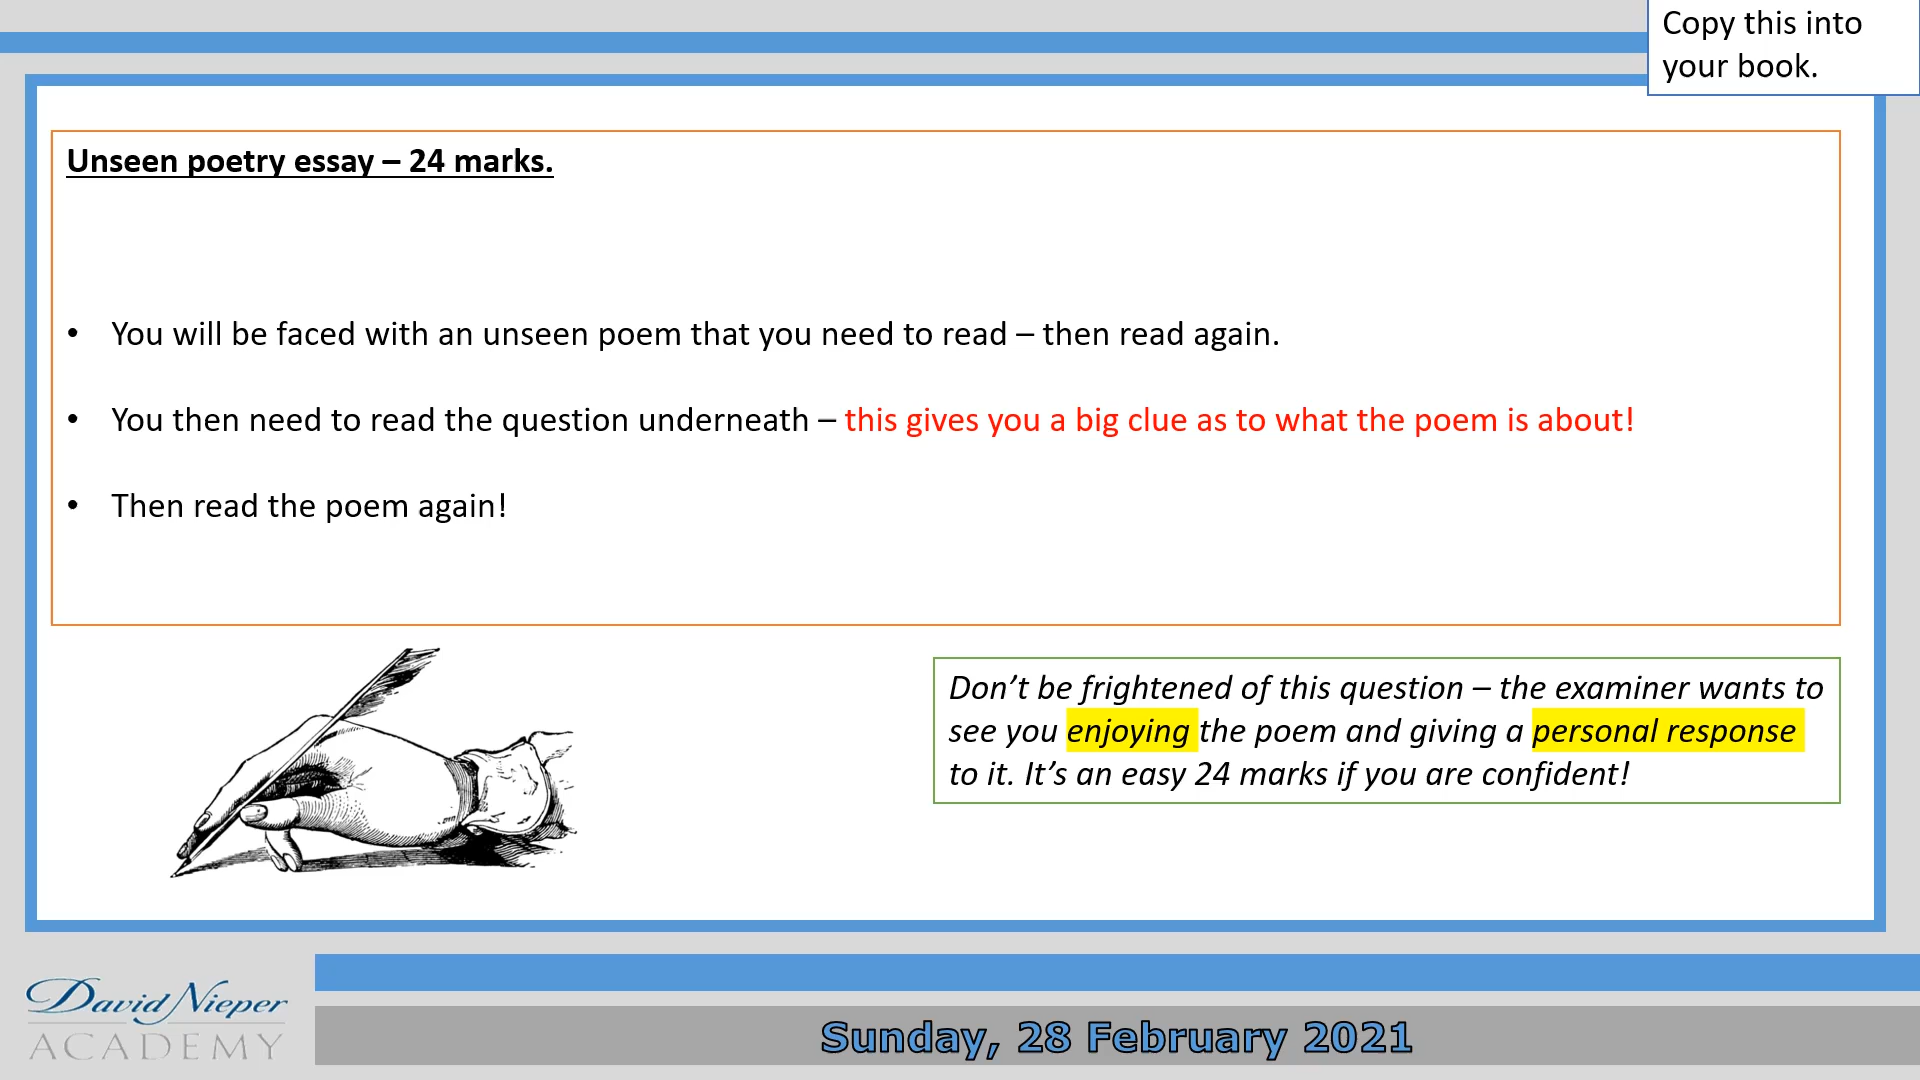 Copy this into
your book.
Unseen poetry essay – 24 marks.
• You will be faced with an unseen poem that you need to read – then read again.
• You then need to read the question underneath – this gives you a big clue as to what the poem is about!
• Then read the poem again!
Don’t be frightened of this question – the examiner wants to
see you enjoying the poem and giving a personal response
to it. It’s an easy 24 marks if you are confident!
David Nieper
ACADEMY
Sunday, 28 February 2021